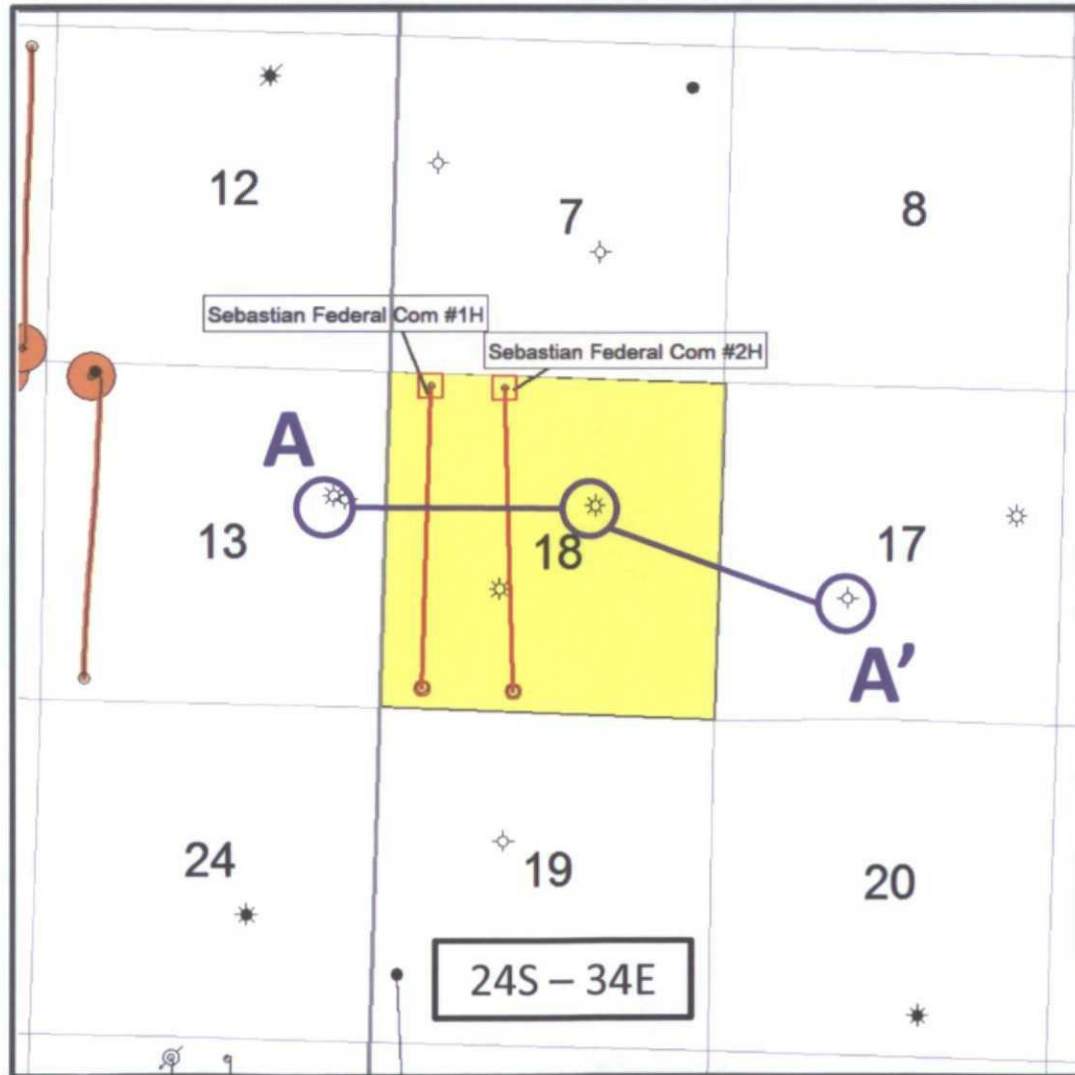 12
7
8
Sebastian Federal Com #1H
Sebastian Federal Com #2H
A
13
18
17
A'
24
19
20
24S – 34E